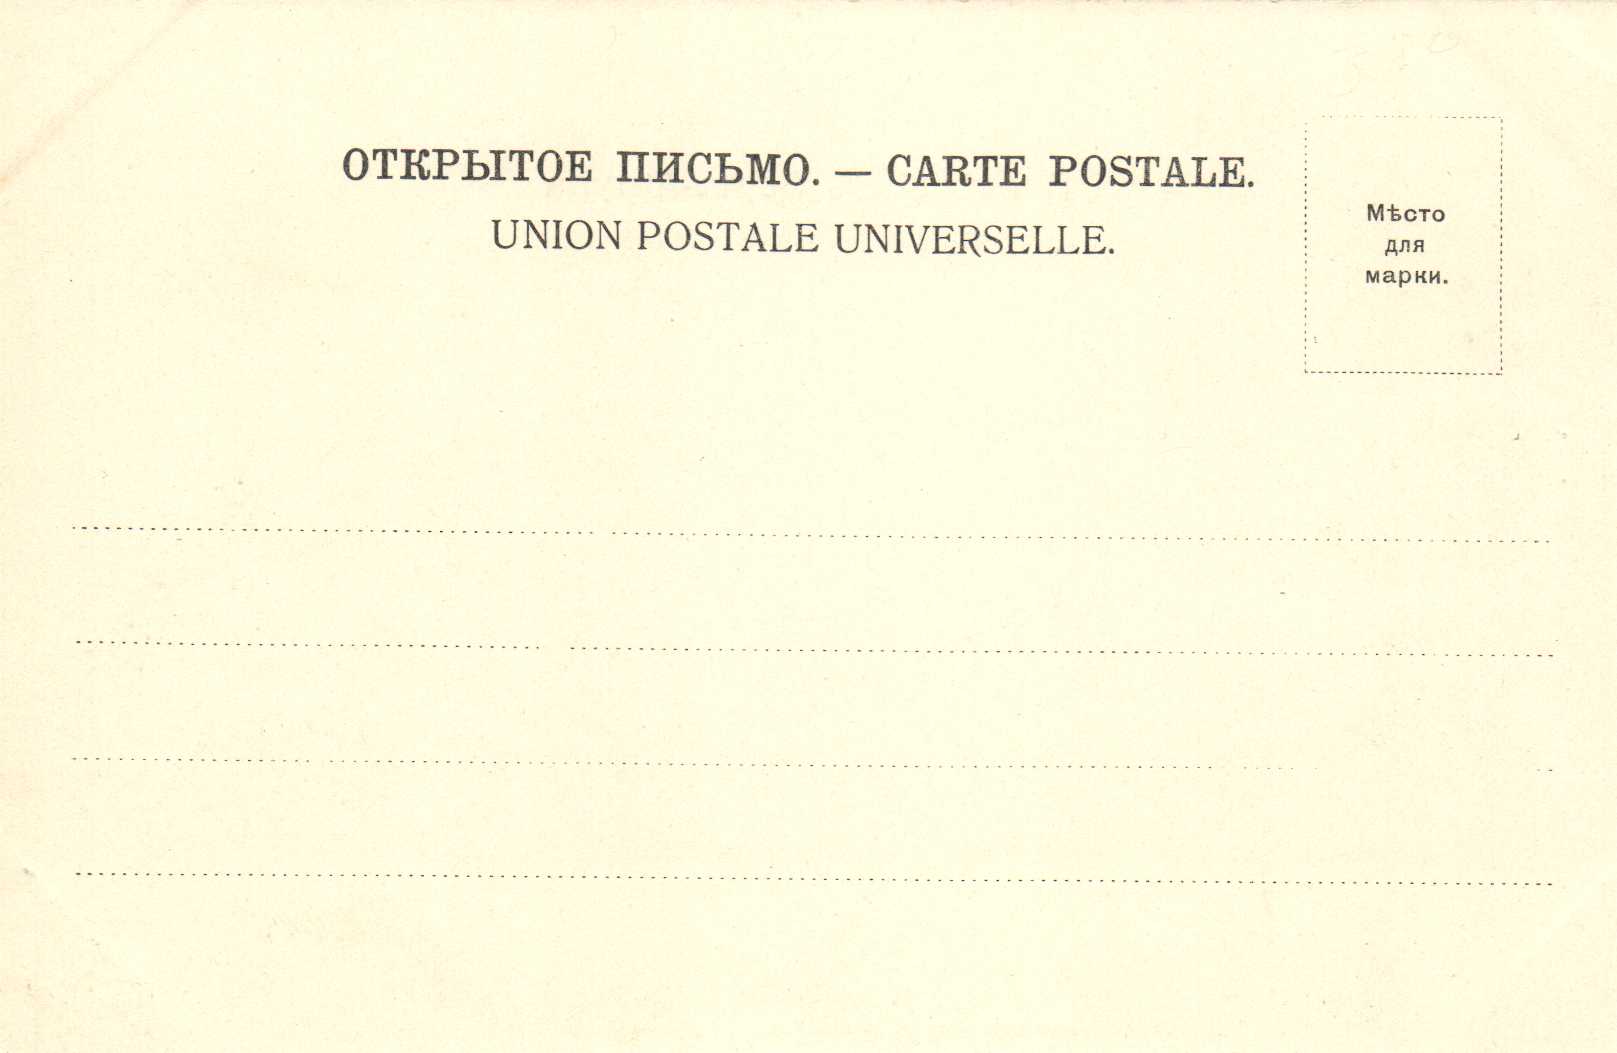 ОТКРЫТОЕ ПИСЬМО. — CARTE POSTALE.
UNION POSTALE UNIVERSELLE.
Мѣсто
для
марки.